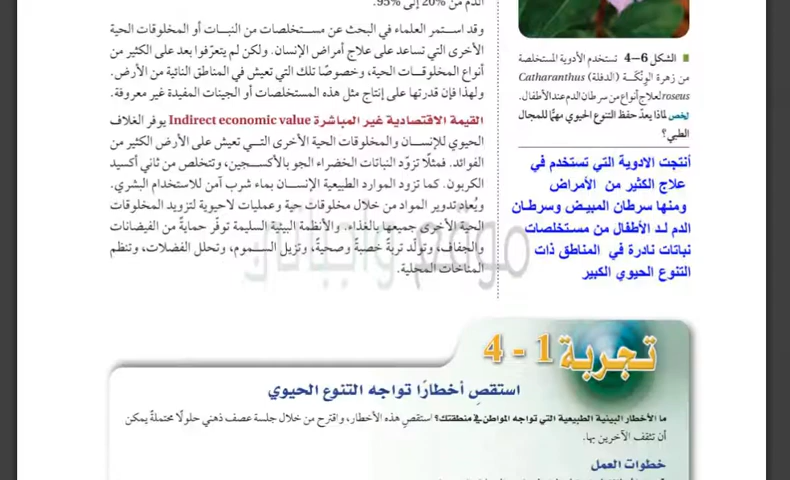 الدم من 20% إلى 95%.
وقد استمر العلماء في البحث عن مستخلصات من النبات أو المخلوقات الحية
الأخرى التي تساعد على علاج أمراض الإنسان. ولكن لم يتعرفوا بعد على الكثير من
أنواع المخلوقات الحية، وخصوصًا تلك التي تعيش في المناطق النائية من الأرض.
ولهذا فإن قدرتها على إنتاج مثل هذه المستخلصات أو الجينات المفيدة غير معروفة.
القيمة الاقتصادية غير المباشرة Indirect economic value يوفر الغلاف
الحيوي للإنسان والمخلوقات الحية الأخرى التي تعيش على الأرض الكثير من
الفوائد. فمثلًا تزوّد النباتات الخضراء الجو بالأكسجين، وتتخلص من ثاني أكسيد
الكربون. كما تزود الموارد الطبيعية الإنسان بماء شرب آمن للاستخدام البشري.
ويُعاد تدوير المواد من خلال مخلوقات حية وعمليات لاحيوية لتزويد المخلوقات
الحية الأخرى جميعها بالغذاء. والأنظمة البيئية السليمة توفّر حمايةً من الفيضانات
والجفاف، وتولّد تربةً خصبةً وصحيةً، وتزيل السموم، وتحلل الفضلات، وتنظم
المناخات المحلية.
الشكل 6–4 تستخدم الأدوية المستخلصة
من زهرة الونْكَة (الدفلة) Catharanthus
roseus لعلاج أنواع من سرطان الدم عند الأطفال.
لخص لماذا يعدّ حفظ التنوع الحيوي مهمًّا للمجال
الطبي؟
أنتجت الادوية التي تستخدم في
علاج الكثير من الأمراض
ومنها سرطان المبيض وسرطان
الدم لد الأطفال من مستخلصات
نباتات نادرة في المناطق ذات
التنوع الحيوي الكبير
موقع واجباتي
تجربة 1 - 4
استقصِ أخطارًا تواجه التنوع الحيوي
ما الأخطار البيئية الطبيعية التي تواجه المواطن في منطقتك؟ استقصِ هذه الأخطار، واقترح من خلال جلسة عصف ذهني حلولًا محتملةً يمكن
أن تثقف الآخرين بها.
خطوات العمل